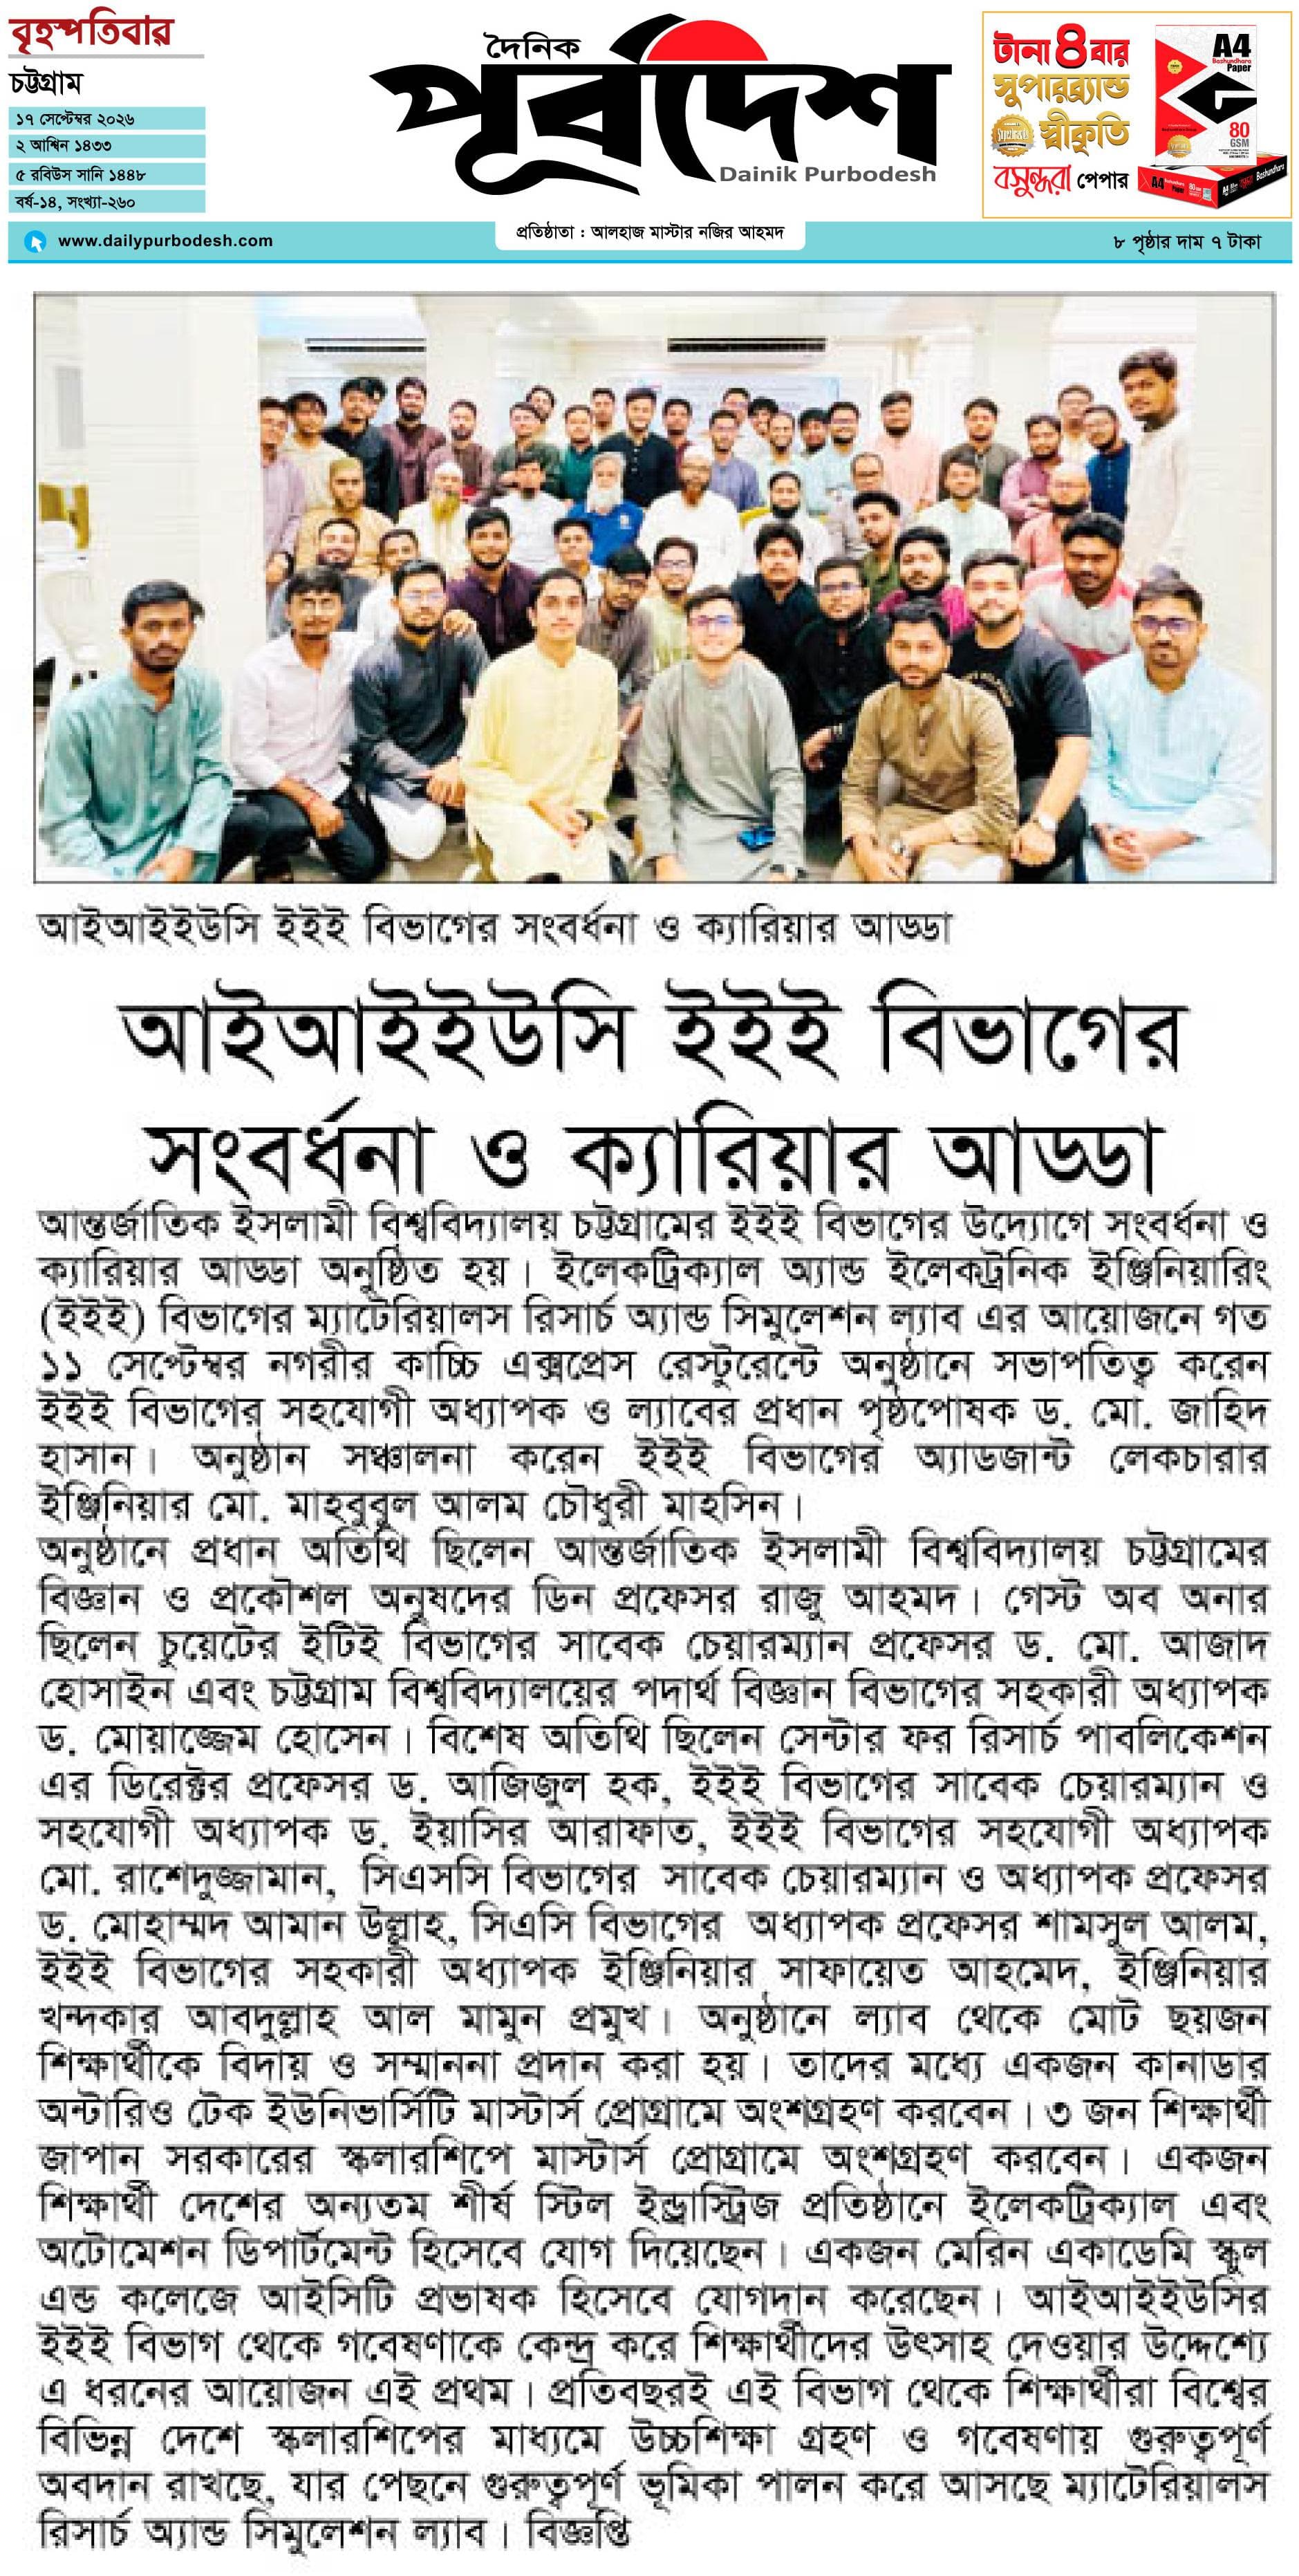 বৃহস্পতিবার
চট্টগ্রাম
১৭ সেপ্টেম্বর ২০২৬
২ আশ্বিন ১৪৩৩
৫ রবিউস সানি ১৪৪৮
বর্ষ-১৪, সংখ্যা-২৬০
দৈনিক
পূর্বদেশ
Dainik Purbodesh
টানা ৪ বার
সুপারব্র্যান্ড
স্বীকৃতি
বসুন্ধরা পেপার
A4
Bashundhara
Paper
80
GSM
A4
Bashundhara
www.dailypurbodesh.com
প্রতিষ্ঠাতা : আলহাজ মাস্টার নজির আহমদ
৮ পৃষ্ঠার দাম ৭ টাকা
আইআইইউসি ইইই বিভাগের সংবর্ধনা ও ক্যারিয়ার আড্ডা
আইআইইউসি ইইই বিভাগের
সংবর্ধনা ও ক্যারিয়ার আড্ডা
আন্তর্জাতিক ইসলামী বিশ্ববিদ্যালয় চট্টগ্রামের ইইই বিভাগের উদ্যোগে সংবর্ধনা ও
ক্যারিয়ার আড্ডা অনুষ্ঠিত হয়। ইলেকট্রিক্যাল অ্যান্ড ইলেকট্রনিক ইঞ্জিনিয়ারিং
(ইইই) বিভাগের ম্যাটেরিয়ালস রিসার্চ অ্যান্ড সিমুলেশন ল্যাব এর আয়োজনে গত
১১ সেপ্টেম্বর নগরীর কাচ্চি এক্সপ্রেস রেস্টুরেন্টে অনুষ্ঠানে সভাপতিত্ব করেন
ইইই বিভাগের সহযোগী অধ্যাপক ও ল্যাবের প্রধান পৃষ্ঠপোষক ড. মো. জাহিদ
হাসান। অনুষ্ঠান সঞ্চালনা করেন ইইই বিভাগের অ্যাডজান্ট লেকচারার
ইঞ্জিনিয়ার মো. মাহবুবুল আলম চৌধুরী মাহসিন।
অনুষ্ঠানে প্রধান অতিথি ছিলেন আন্তর্জাতিক ইসলামী বিশ্ববিদ্যালয় চট্টগ্রামের
বিজ্ঞান ও প্রকৌশল অনুষদের ডিন প্রফেসর রাজু আহমদ। গেস্ট অব অনার
ছিলেন চুয়েটের ইটিই বিভাগের সাবেক চেয়ারম্যান প্রফেসর ড. মো. আজাদ
হোসাইন এবং চট্টগ্রাম বিশ্ববিদ্যালয়ের পদার্থ বিজ্ঞান বিভাগের সহকারী অধ্যাপক
ড. মোয়াজ্জেম হোসেন। বিশেষ অতিথি ছিলেন সেন্টার ফর রিসার্চ পাবলিকেশন
এর ডিরেক্টর প্রফেসর ড. আজিজুল হক, ইইই বিভাগের সাবেক চেয়ারম্যান ও
সহযোগী অধ্যাপক ড. ইয়াসির আরাফাত, ইইই বিভাগের সহযোগী অধ্যাপক
মো. রাশেদুজ্জামান, সিএসসি বিভাগের সাবেক চেয়ারম্যান ও অধ্যাপক প্রফেসর
ড. মোহাম্মদ আমান উল্লাহ, সিএসি বিভাগের অধ্যাপক প্রফেসর শামসুল আলম,
ইইই বিভাগের সহকারী অধ্যাপক ইঞ্জিনিয়ার সাফায়েত আহমেদ, ইঞ্জিনিয়ার
খন্দকার আবদুল্লাহ আল মামুন প্রমুখ। অনুষ্ঠানে ল্যাব থেকে মোট ছয়জন
শিক্ষার্থীকে বিদায় ও সম্মাননা প্রদান করা হয়। তাদের মধ্যে একজন কানাডার
অন্টারিও টেক ইউনিভার্সিটি মাস্টার্স প্রোগ্রামে অংশগ্রহণ করবেন। ৩ জন শিক্ষার্থী
জাপান সরকারের স্কলারশিপে মাস্টার্স প্রোগ্রামে অংশগ্রহণ করবেন। একজন
শিক্ষার্থী দেশের অন্যতম শীর্ষ স্টিল ইন্ড্রাস্ট্রিজ প্রতিষ্ঠানে ইলেকট্রিক্যাল এবং
অটোমেশন ডিপার্টমেন্ট হিসেবে যোগ দিয়েছেন। একজন মেরিন একাডেমি স্কুল
এন্ড কলেজে আইসিটি প্রভাষক হিসেবে যোগদান করেছেন। আইআইইউসির
ইইই বিভাগ থেকে গবেষণাকে কেন্দ্র করে শিক্ষার্থীদের উৎসাহ দেওয়ার উদ্দেশ্যে
এ ধরনের আয়োজন এই প্রথম। প্রতিবছরই এই বিভাগ থেকে শিক্ষার্থীরা বিশ্বের
বিভিন্ন দেশে স্কলারশিপের মাধ্যমে উচ্চশিক্ষা গ্রহণ ও গবেষণায় গুরুত্বপূর্ণ
অবদান রাখছে, যার পেছনে গুরুত্বপূর্ণ ভূমিকা পালন করে আসছে ম্যাটেরিয়ালস
রিসার্চ অ্যান্ড সিমুলেশন ল্যাব। বিজ্ঞপ্তি